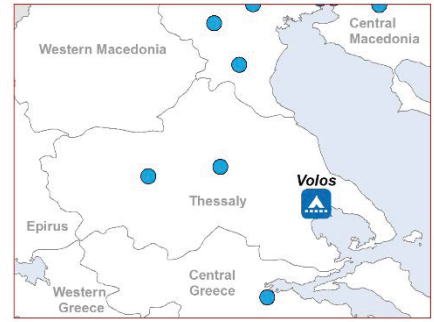 Central
Macedonia
Western Macedonia
Volos
Thessaly
Epirus
Central
Greece
Western
Greece